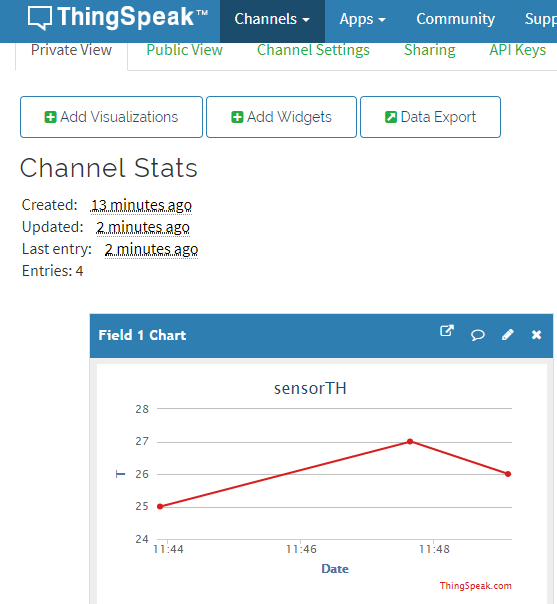 ThingSpeak™ Channels Apps Community Supp
Private View Public View Channel Settings Sharing API Keys
Add Visualizations Add Widgets Data Export
Channel Stats
Created: 13 minutes ago
Updated: 2 minutes ago
Last entry: 2 minutes ago
Entries: 4
Field 1 Chart
sensorTH
28
27
26
25
24
T
11:44 11:46 11:48
Date
ThingSpeak.com